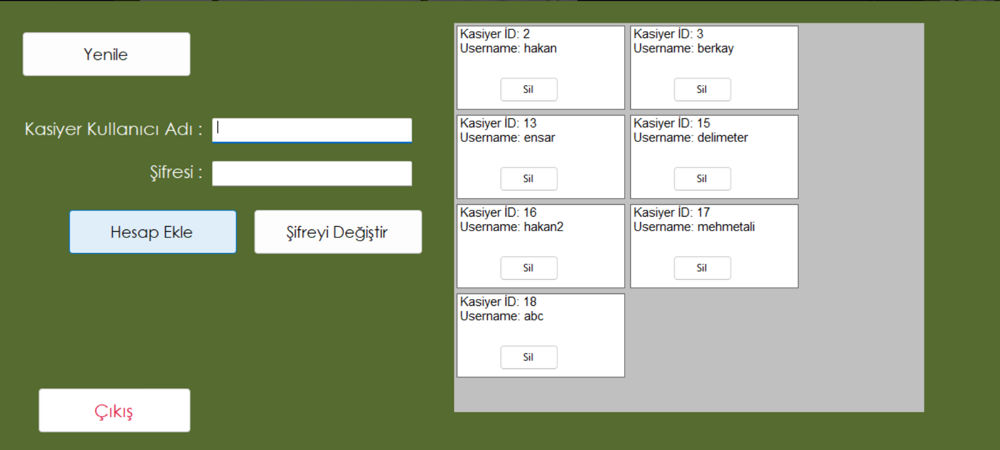 Yenile
Kasiyer Kullanıcı Adı :
Şifresi :
Hesap Ekle
Şifreyi Değiştir
Çıkış
Kasiyer İD: 2
Username: hakan
Sil
Kasiyer İD: 3
Username: berkay
Sil
Kasiyer İD: 13
Username: ensar
Sil
Kasiyer İD: 15
Username: delimeter
Sil
Kasiyer İD: 16
Username: hakan2
Sil
Kasiyer İD: 17
Username: mehmetali
Sil
Kasiyer İD: 18
Username: abc
Sil